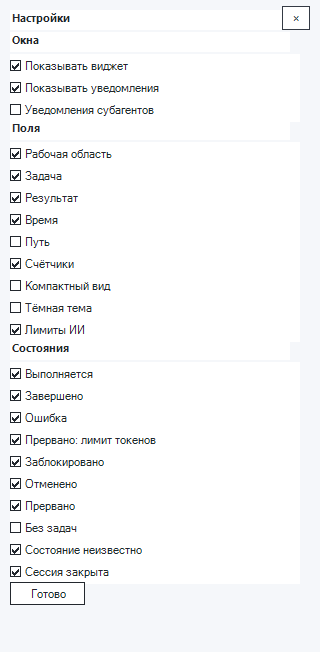 Настройки
×
Окна
Показывать виджет
Показывать уведомления
Уведомления субагентов
Поля
Рабочая область
Задача
Результат
Время
Путь
Счётчики
Компактный вид
Тёмная тема
Лимиты ИИ
Состояния
Выполняется
Завершено
Ошибка
Прервано: лимит токенов
Заблокировано
Отменено
Прервано
Без задач
Состояние неизвестно
Сессия закрыта
Готово